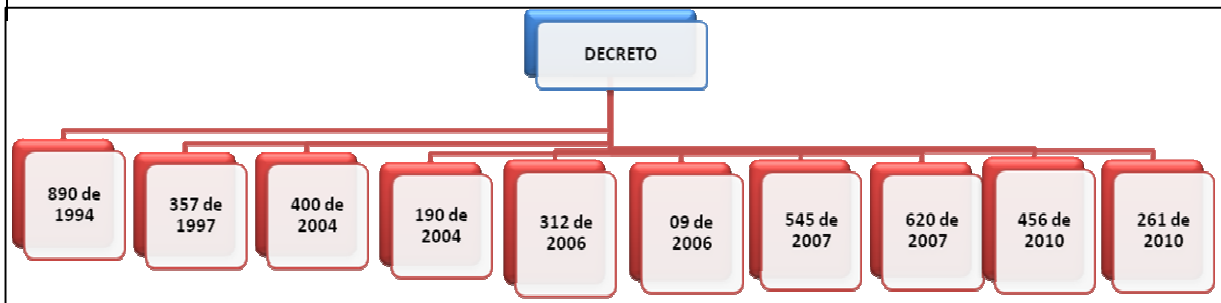 DECRETO
890 de
1994
357 de
1997
400 de
2004
190 de
2004
312 de
2006
09 de
2006
545 de
2007
620 de
2007
456 de
2010
261 de
2010